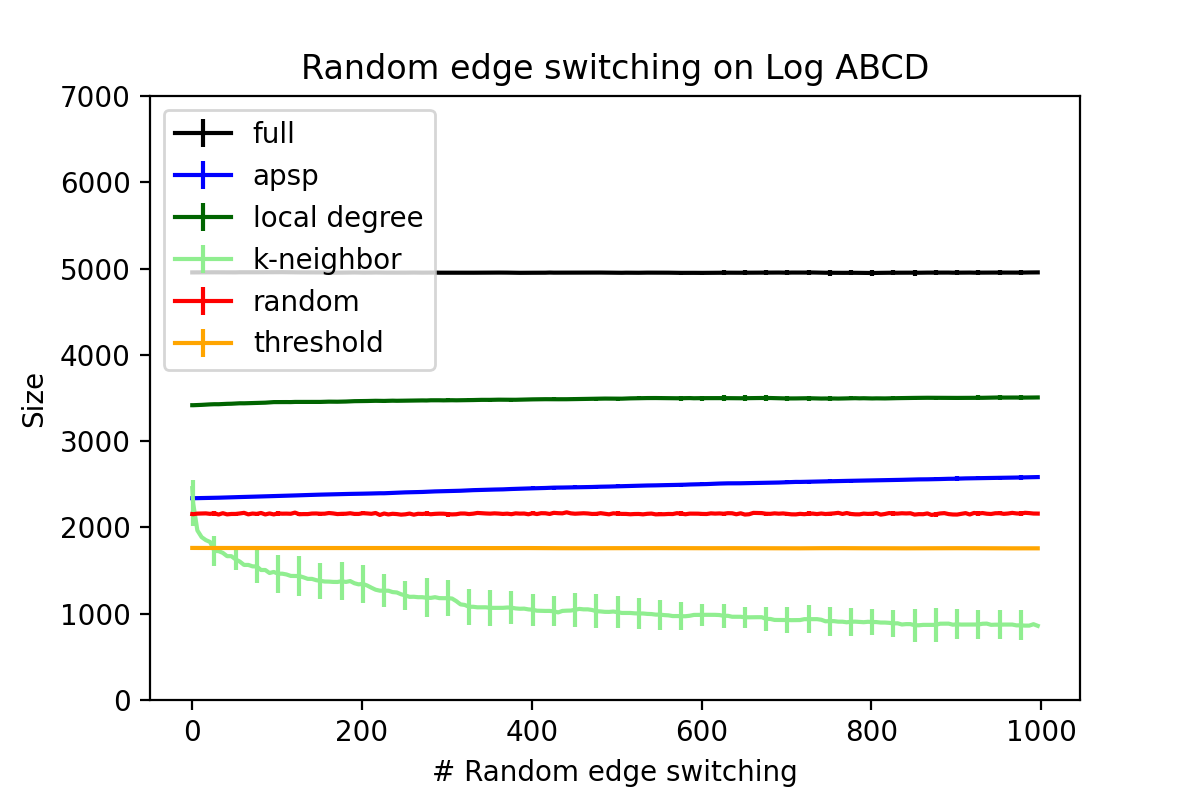 Random edge switching on Log ABCD
7000
6000
5000
4000
3000
2000
1000
0
Size
full
apsp
local degree
k-neighbor
random
threshold
0 200 400 600 800 1000
# Random edge switching